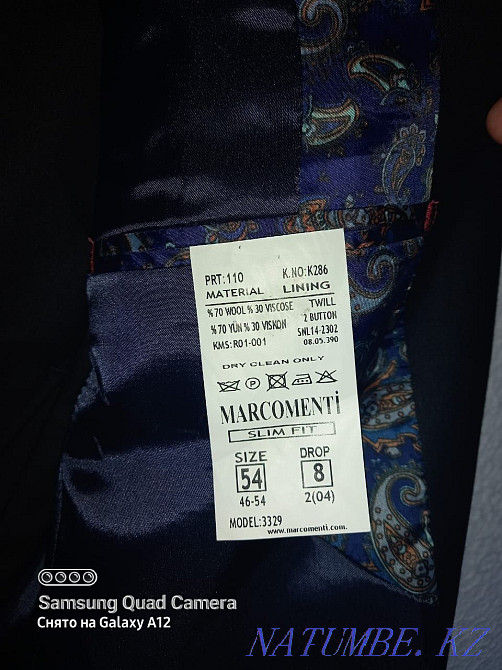 PRT:110 K.NO:K286
MATERIAL LINING
%70 WOOL %30 VISCOSE TWILL
%70 YÜN %30 VISKON 2 BUTTON
SNL14-2302
KMS:R01-001 08.05.390
DRY CLEAN ONLY
P
MARCOMENTİ
SLIM FIT
SIZE DROP
54 8
46-54 2(04)
MODEL:3329
www.marcomenti.com.
Samsung Quad Camera
Снято на Galaxy A12
NATUMBE.KZ